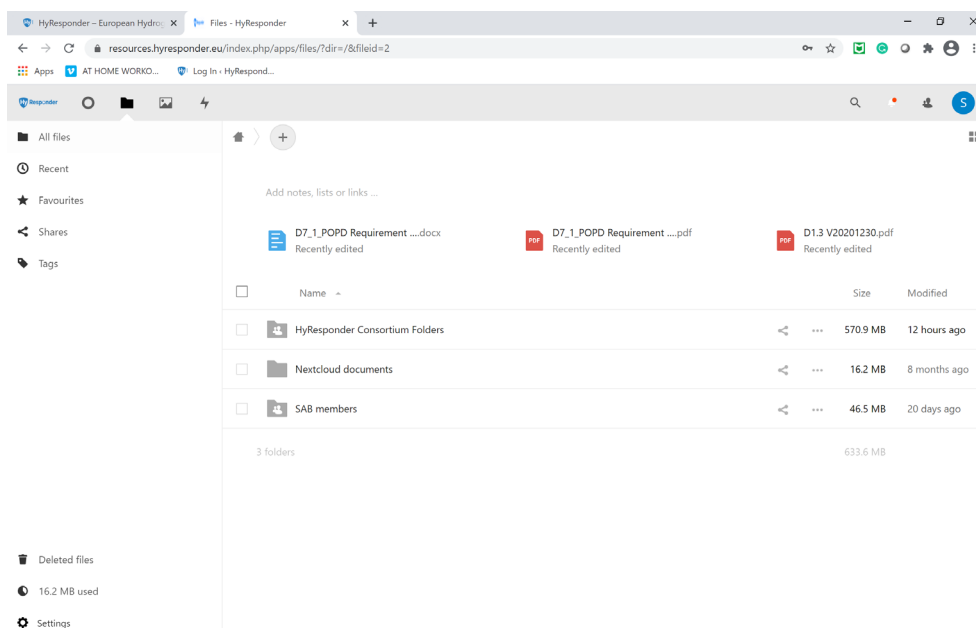 HyResponder – European Hydrog
Files - HyResponder
resources.hyresponder.eu/index.php/apps/files/?dir=/&fileid=2
Apps
AT HOME WORKO...
Log In ‹ HyRespond...
HyResponder
S
All files
Recent
Favourites
Shares
Tags
Add notes, lists or links ...
D7_1_POPD Requirement ....docx
Recently edited
D7_1_POPD Requirement ....pdf
Recently edited
D1.3 V20201230.pdf
Recently edited
PDF
PDF
Name
Size
Modified
HyResponder Consortium Folders
570.9 MB
12 hours ago
Nextcloud documents
16.2 MB
8 months ago
SAB members
46.5 MB
20 days ago
3 folders
633.6 MB
Deleted files
16.2 MB used
Settings